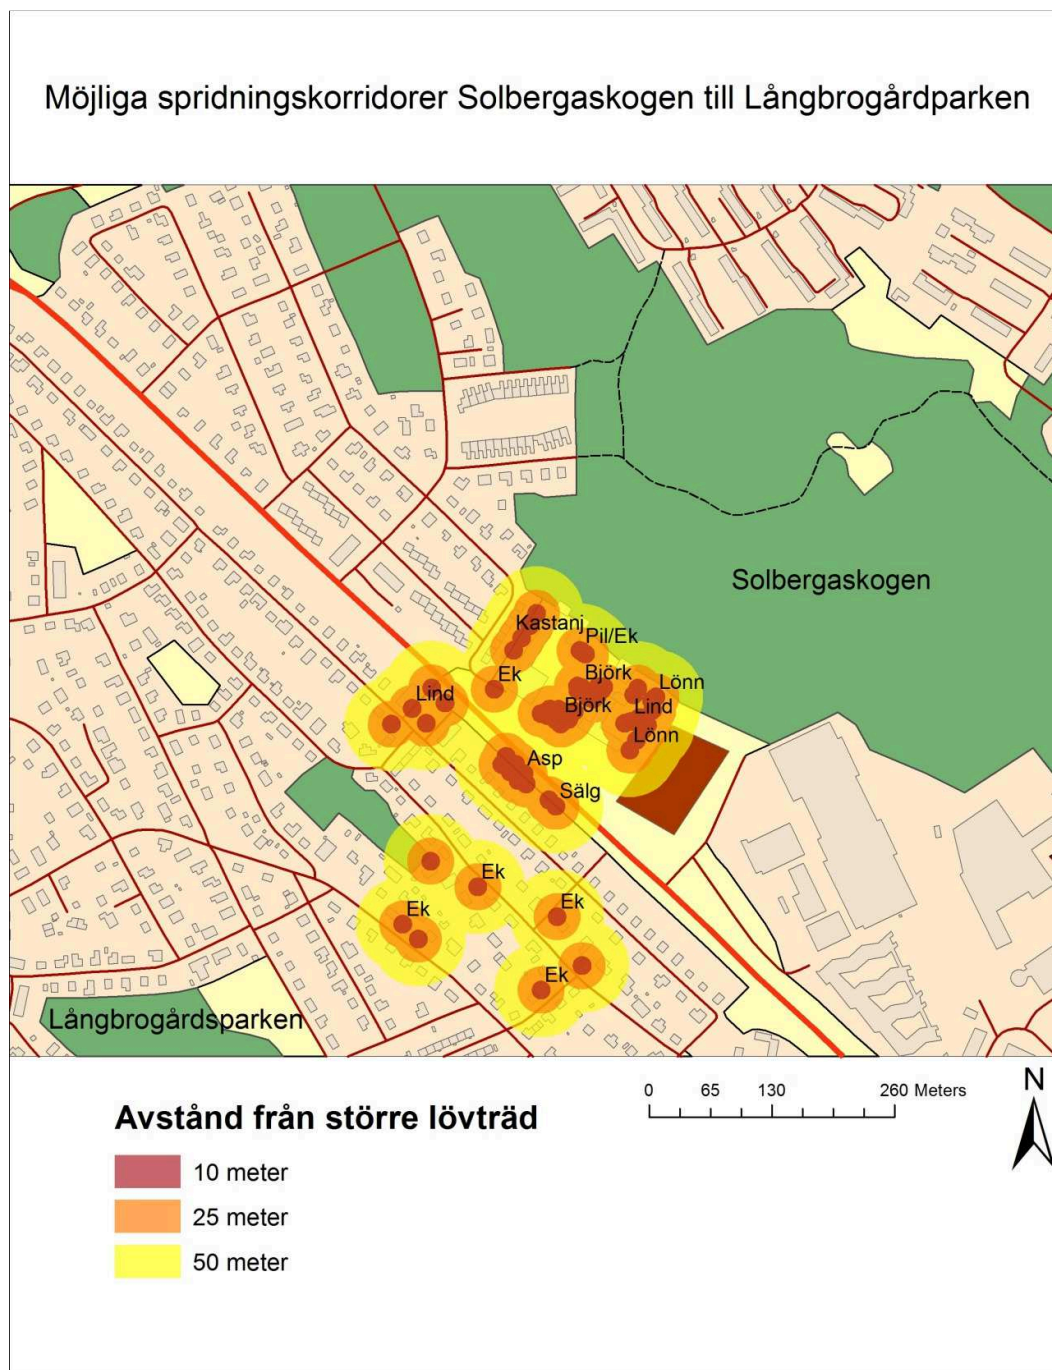 Möjliga spridningskorridorer Solbergaskogen till Långbrogårdparken
Solbergaskogen
Kastanj
Pil/Ek
Björk
Ek
Lönn
Lind
Lind
Björk
Lönn
Asp
Sälg
Ek
Ek
Ek
Ek
Långbrogårdsparken
0 65 130 260 Meters
N
Avstånd från större lövträd
10 meter
25 meter
50 meter